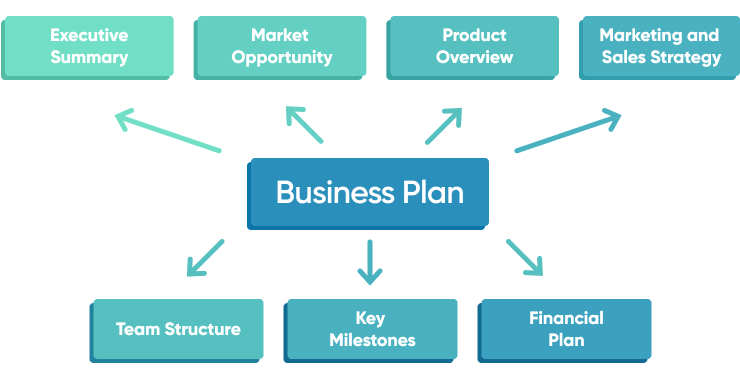 Executive
Summary
Market
Opportunity
Product
Overview
Marketing and
Sales Strategy
Business Plan
Team Structure
Key
Milestones
Financial
Plan